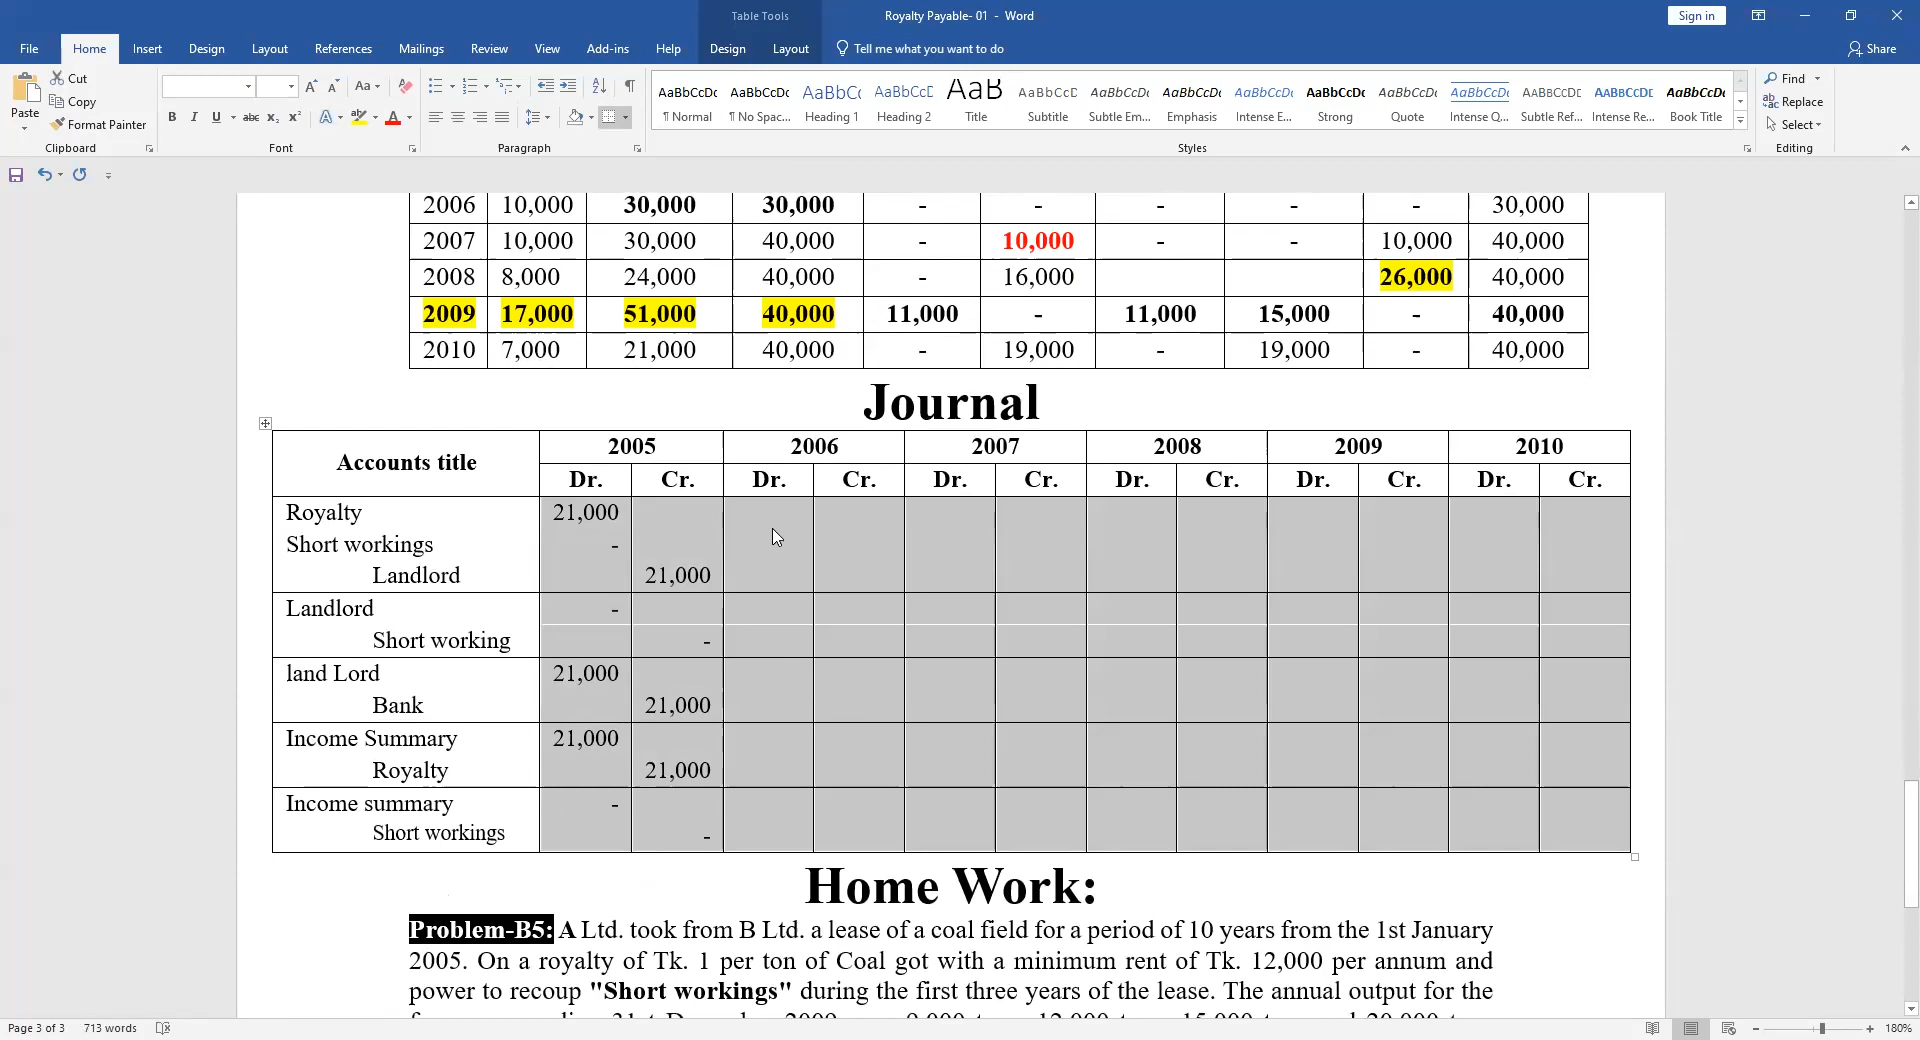 Table Tools
Royalty Payable- 01 - Word
Sign in
File Home Insert Design Layout References Mailings Review View Add-ins Help Design Layout Tell me what you want to do Share
Paste
Cut
Copy
Format Painter
Clipboard
Font
Paragraph
AaBbCcDc ¶ Normal
AaBbCcDc ¶ No Spac...
AaBbCc Heading 1
AaBbCcD Heading 2
AaB Title
AaBbCcD Subtitle
AaBbCcDc Subtle Em...
AaBbCcDc Emphasis
AaBbCcDc Intense E...
AaBbCcDc Strong
AaBbCcDc Quote
AaBbCcDc Intense Q...
AABBCCDE Subtle Ref...
AABBCCDE Intense Re...
AaBbCcDc Book Title
Styles
Find
Replace
Select
Editing
2006 10,000 30,000 30,000 - - - - - 30,000
2007 10,000 30,000 40,000 - 10,000 - - 10,000 40,000
2008 8,000 24,000 40,000 - 16,000 26,000 40,000
2009 17,000 51,000 40,000 11,000 - 11,000 15,000 - 40,000
2010 7,000 21,000 40,000 - 19,000 - 19,000 - 40,000
Journal
Accounts title 2005 2006 2007 2008 2009 2010
Dr. Cr. Dr. Cr. Dr. Cr. Dr. Cr. Dr. Cr. Dr. Cr.
Royalty 21,000
Short workings -
Landlord 21,000
Landlord -
Short working -
land Lord 21,000
Bank 21,000
Income Summary 21,000
Royalty 21,000
Income summary -
Short workings -
Home Work:
Problem-B5: A Ltd. took from B Ltd. a lease of a coal field for a period of 10 years from the 1st January
2005. On a royalty of Tk. 1 per ton of Coal got with a minimum rent of Tk. 12,000 per annum and
power to recoup "Short workings" during the first three years of the lease. The annual output for the
Page 3 of 3 713 words 180%